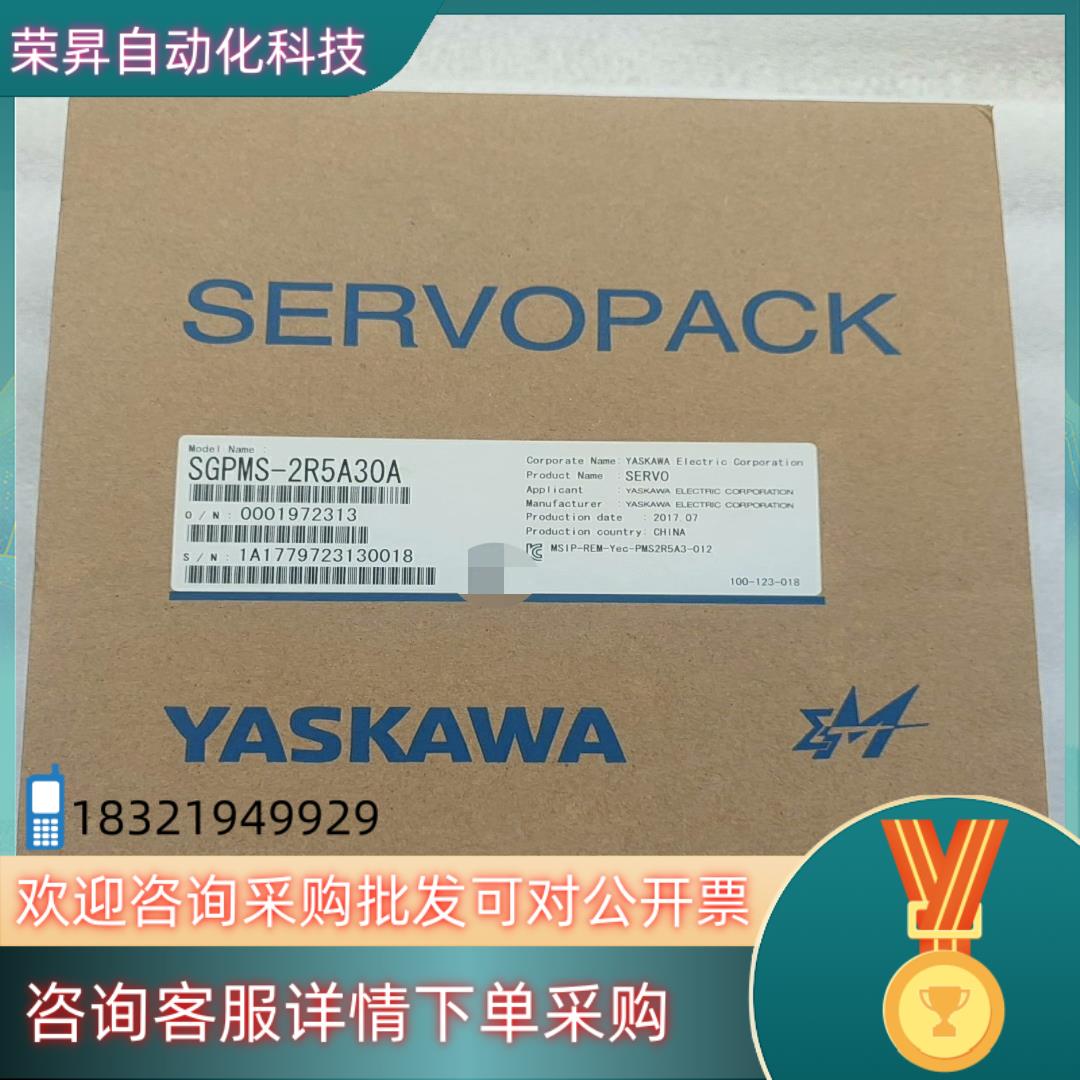 荣昇自动化科技
SERVOPACK
Model Name :
SGPMS-2R5A30A
O / N : 0001972313
S / N : 1A1779723130018
Corporate Name: YASKAWA Electric Corporation
Product Name : SERVO
Applicant : YASKAWA ELECTRIC CORPORATION
Manufacturer : YASKAWA ELECTRIC CORPORATION
Production date : 2017.07
Production country: CHINA
MSIP-REM-Yec-PMS2R5A3-012
100-123-018
YASKAWA
18321949929
欢迎咨询采购批发可对公开票
咨询客服详情下单采购